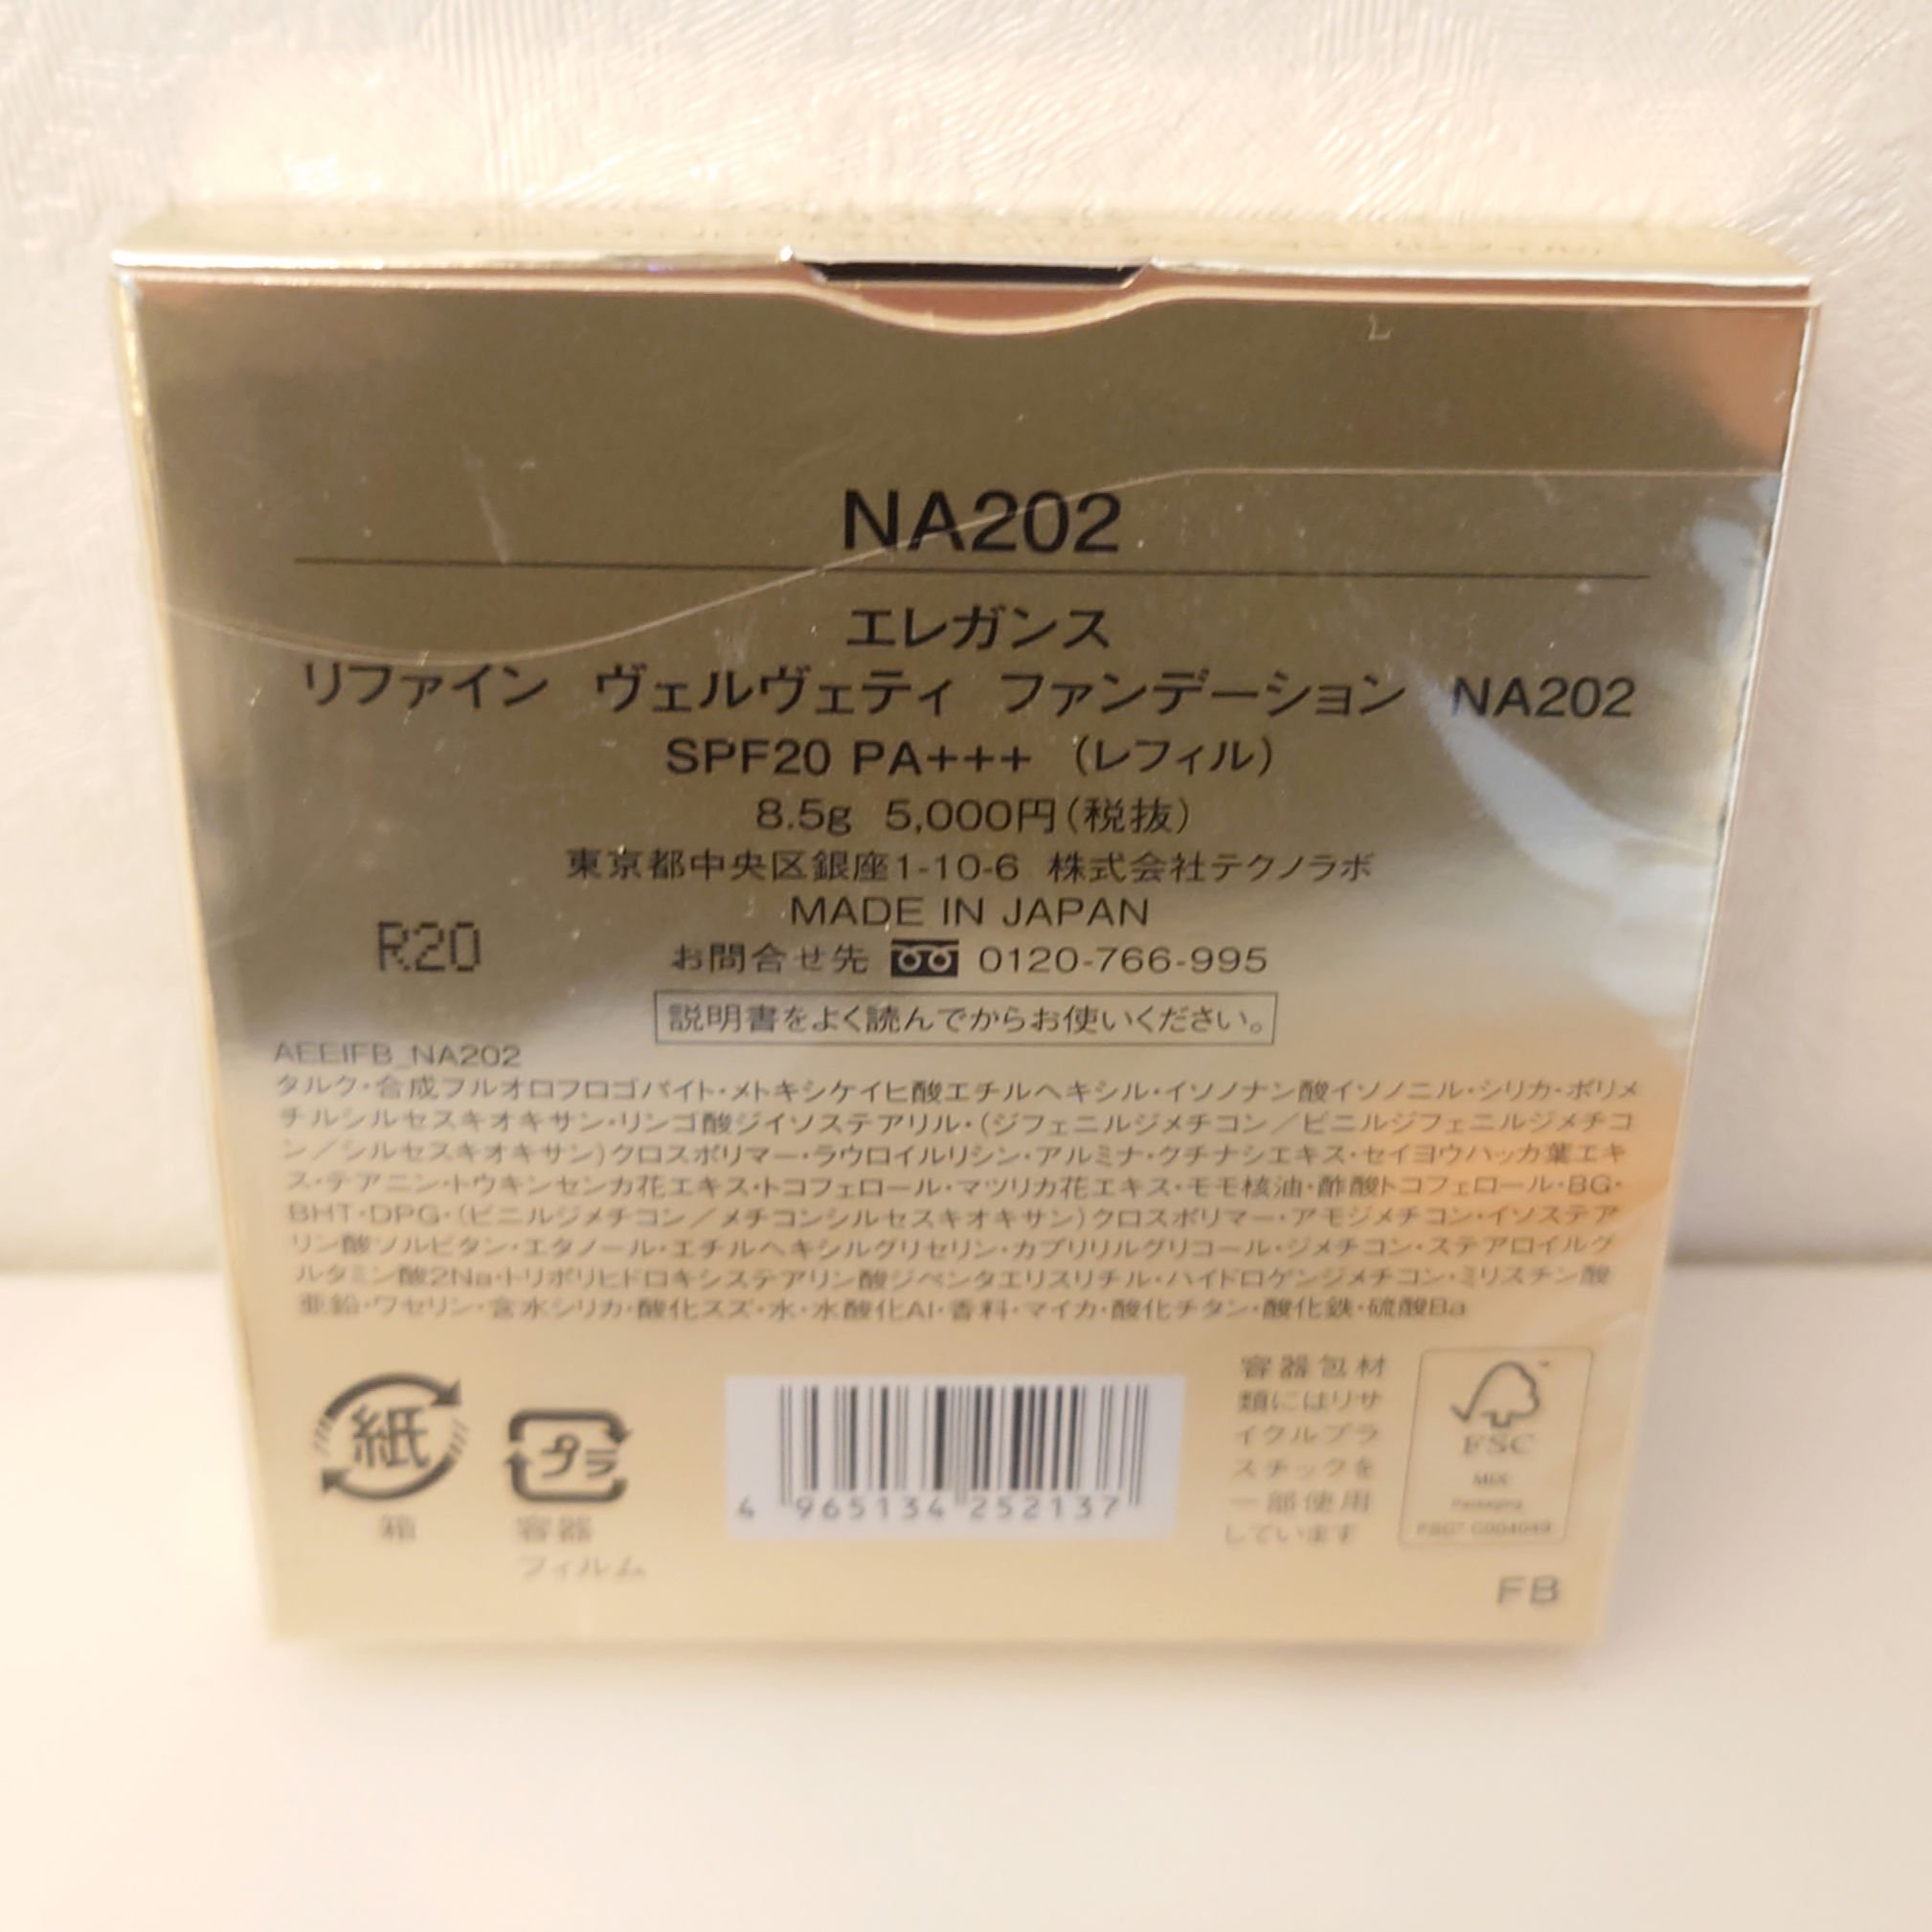 NA202
エレガンス
リファイン ヴェルヴェティ ファンデーション NA202
SPF20 PA+++ (レフィル)
8.5g 5,000円(税抜)
東京都中央区銀座1-10-6 株式会社テクノラボ
MADE IN JAPAN
R20
お問合せ先 0120-766-995
説明書をよく読んでからお使いください。
AEEIFB_NA202
タルク・合成フルオロフロゴパイト・メトキシケイヒ酸エチルヘキシル・イソノナン酸イソノニル・シリカ・ポリメ
チルシルセスキオキサン・リンゴ酸ジイソステアリル・(ジフェニルジメチコン/ビニルジフェニルジメチコ
ン/シルセスキオキサン)クロスポリマー・ラウロイルリシン・アルミナ・クチナシエキス・セイヨウハッカ葉エキ
ス・テアニン・トウキンセンカ花エキス・トコフェロール・マツリカ花エキス・モモ核油・酢酸トコフェロール・BG・
BHT・DPG・(ビニルジメチコン/メチコンシルセスキオキサン)クロスポリマー・アモジメチコン・イソステア
リン酸ソルビタン・エタノール・エチルヘキシルグリセリン・カプリリルグリコール・ジメチコン・ステアロイルグ
ルタミン酸2Na・トリポリヒドロキシステアリン酸ジペンタエリスリチル・ハイドロゲンジメチコン・ミリスチン酸
亜鉛・ワセリン・含水シリカ・酸化スズ・水・水酸化Al・香料・マイカ・酸化チタン・酸化鉄・硫酸Ba
紙
プラ
フィルム
4 965134 252137
容器包材
類にはリサ
イクルプラ
スチックを
一部使用
しています
FSC
MIX
Packaging
FSC® C004049
FB